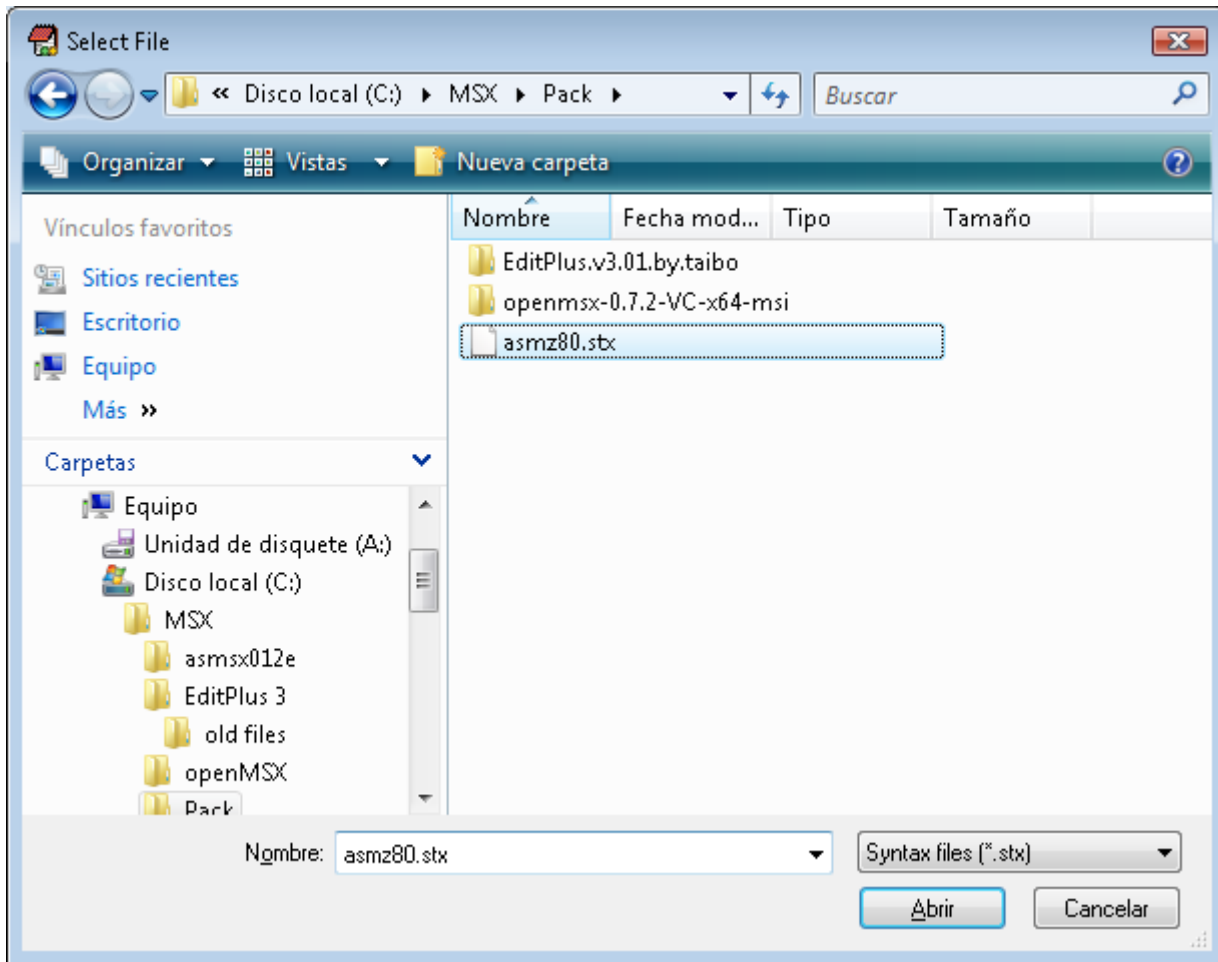 Select File
« Disco local (C:) MSX Pack Buscar
Organizar Vistas Nueva carpeta
Vínculos favoritos
Sitios recientes
Escritorio
Equipo
Más »
Carpetas
Equipo
Unidad de disquete (A:)
Disco local (C:)
MSX
asmsx012e
EditPlus 3
old files
openMSX
Pack
Nombre Fecha mod... Tipo Tamaño
EditPlus.v3.01.by.taibo
openmsx-0.7.2-VC-x64-msi
asmz80.stx
Nombre: asmz80.stx Syntax files (*.stx)
Abrir Cancelar